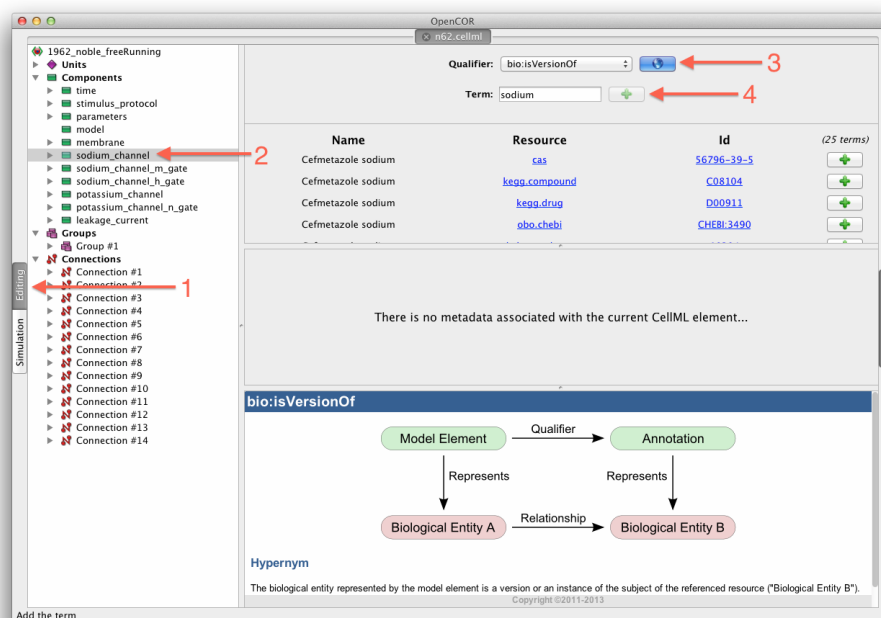 OpenCOR
n62.cellml
1962_noble_freeRunning
Units
Components
time
stimulus_protocol
parameters
model
membrane
sodium_channel
2
sodium_channel_m_gate
sodium_channel_h_gate
potassium_channel
potassium_channel_n_gate
leakage_current
Groups
Group #1
Connections
Connection #1
Connection #2
1
Connection #3
Connection #4
Connection #5
Connection #6
Connection #7
Connection #8
Connection #9
Connection #10
Connection #11
Connection #12
Connection #13
Connection #14
Editing
Simulation
Qualifier: bio:isVersionOf
3
Term: sodium
4
Name Resource Id (25 terms)
Cefmetazole sodium cas 56796-39-5
Cefmetazole sodium kegg.compound C08104
Cefmetazole sodium kegg.drug D00911
Cefmetazole sodium obo.chebi CHEBI:3490
There is no metadata associated with the current CellML element...
bio:isVersionOf
Model Element Qualifier Annotation
Represents Represents
Biological Entity A Relationship Biological Entity B
Hypernym
The biological entity represented by the model element is a version or an instance of the subject of the referenced resource ("Biological Entity B").
Copyright ©2011-2013
Add the term